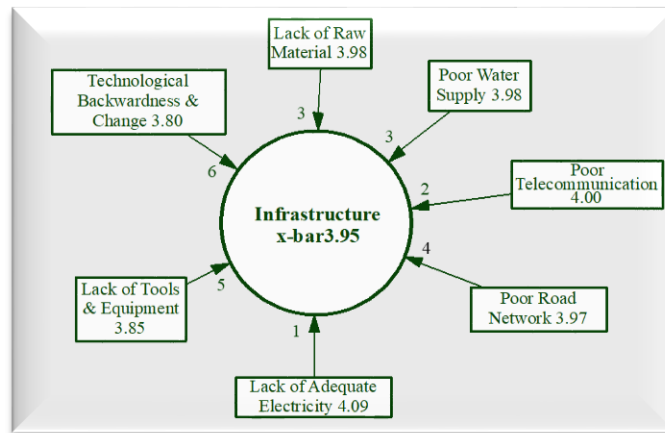 Lack of Raw
Material 3.98
Technological
Backwardness &
Change 3.80
Poor Water
Supply 3.98
3
3
6
Poor
Telecommunication
4.00
2
Infrastructure
x-bar3.95
4
Lack of Tools
& Equipment
3.85
5
Poor Road
Network 3.97
1
Lack of Adequate
Electricity 4.09